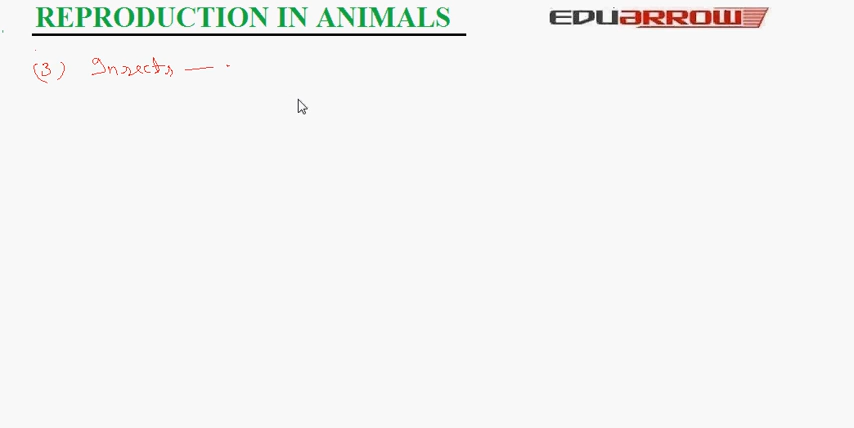 REPRODUCTION IN ANIMALS
EDUARROW
(3) Insects — .